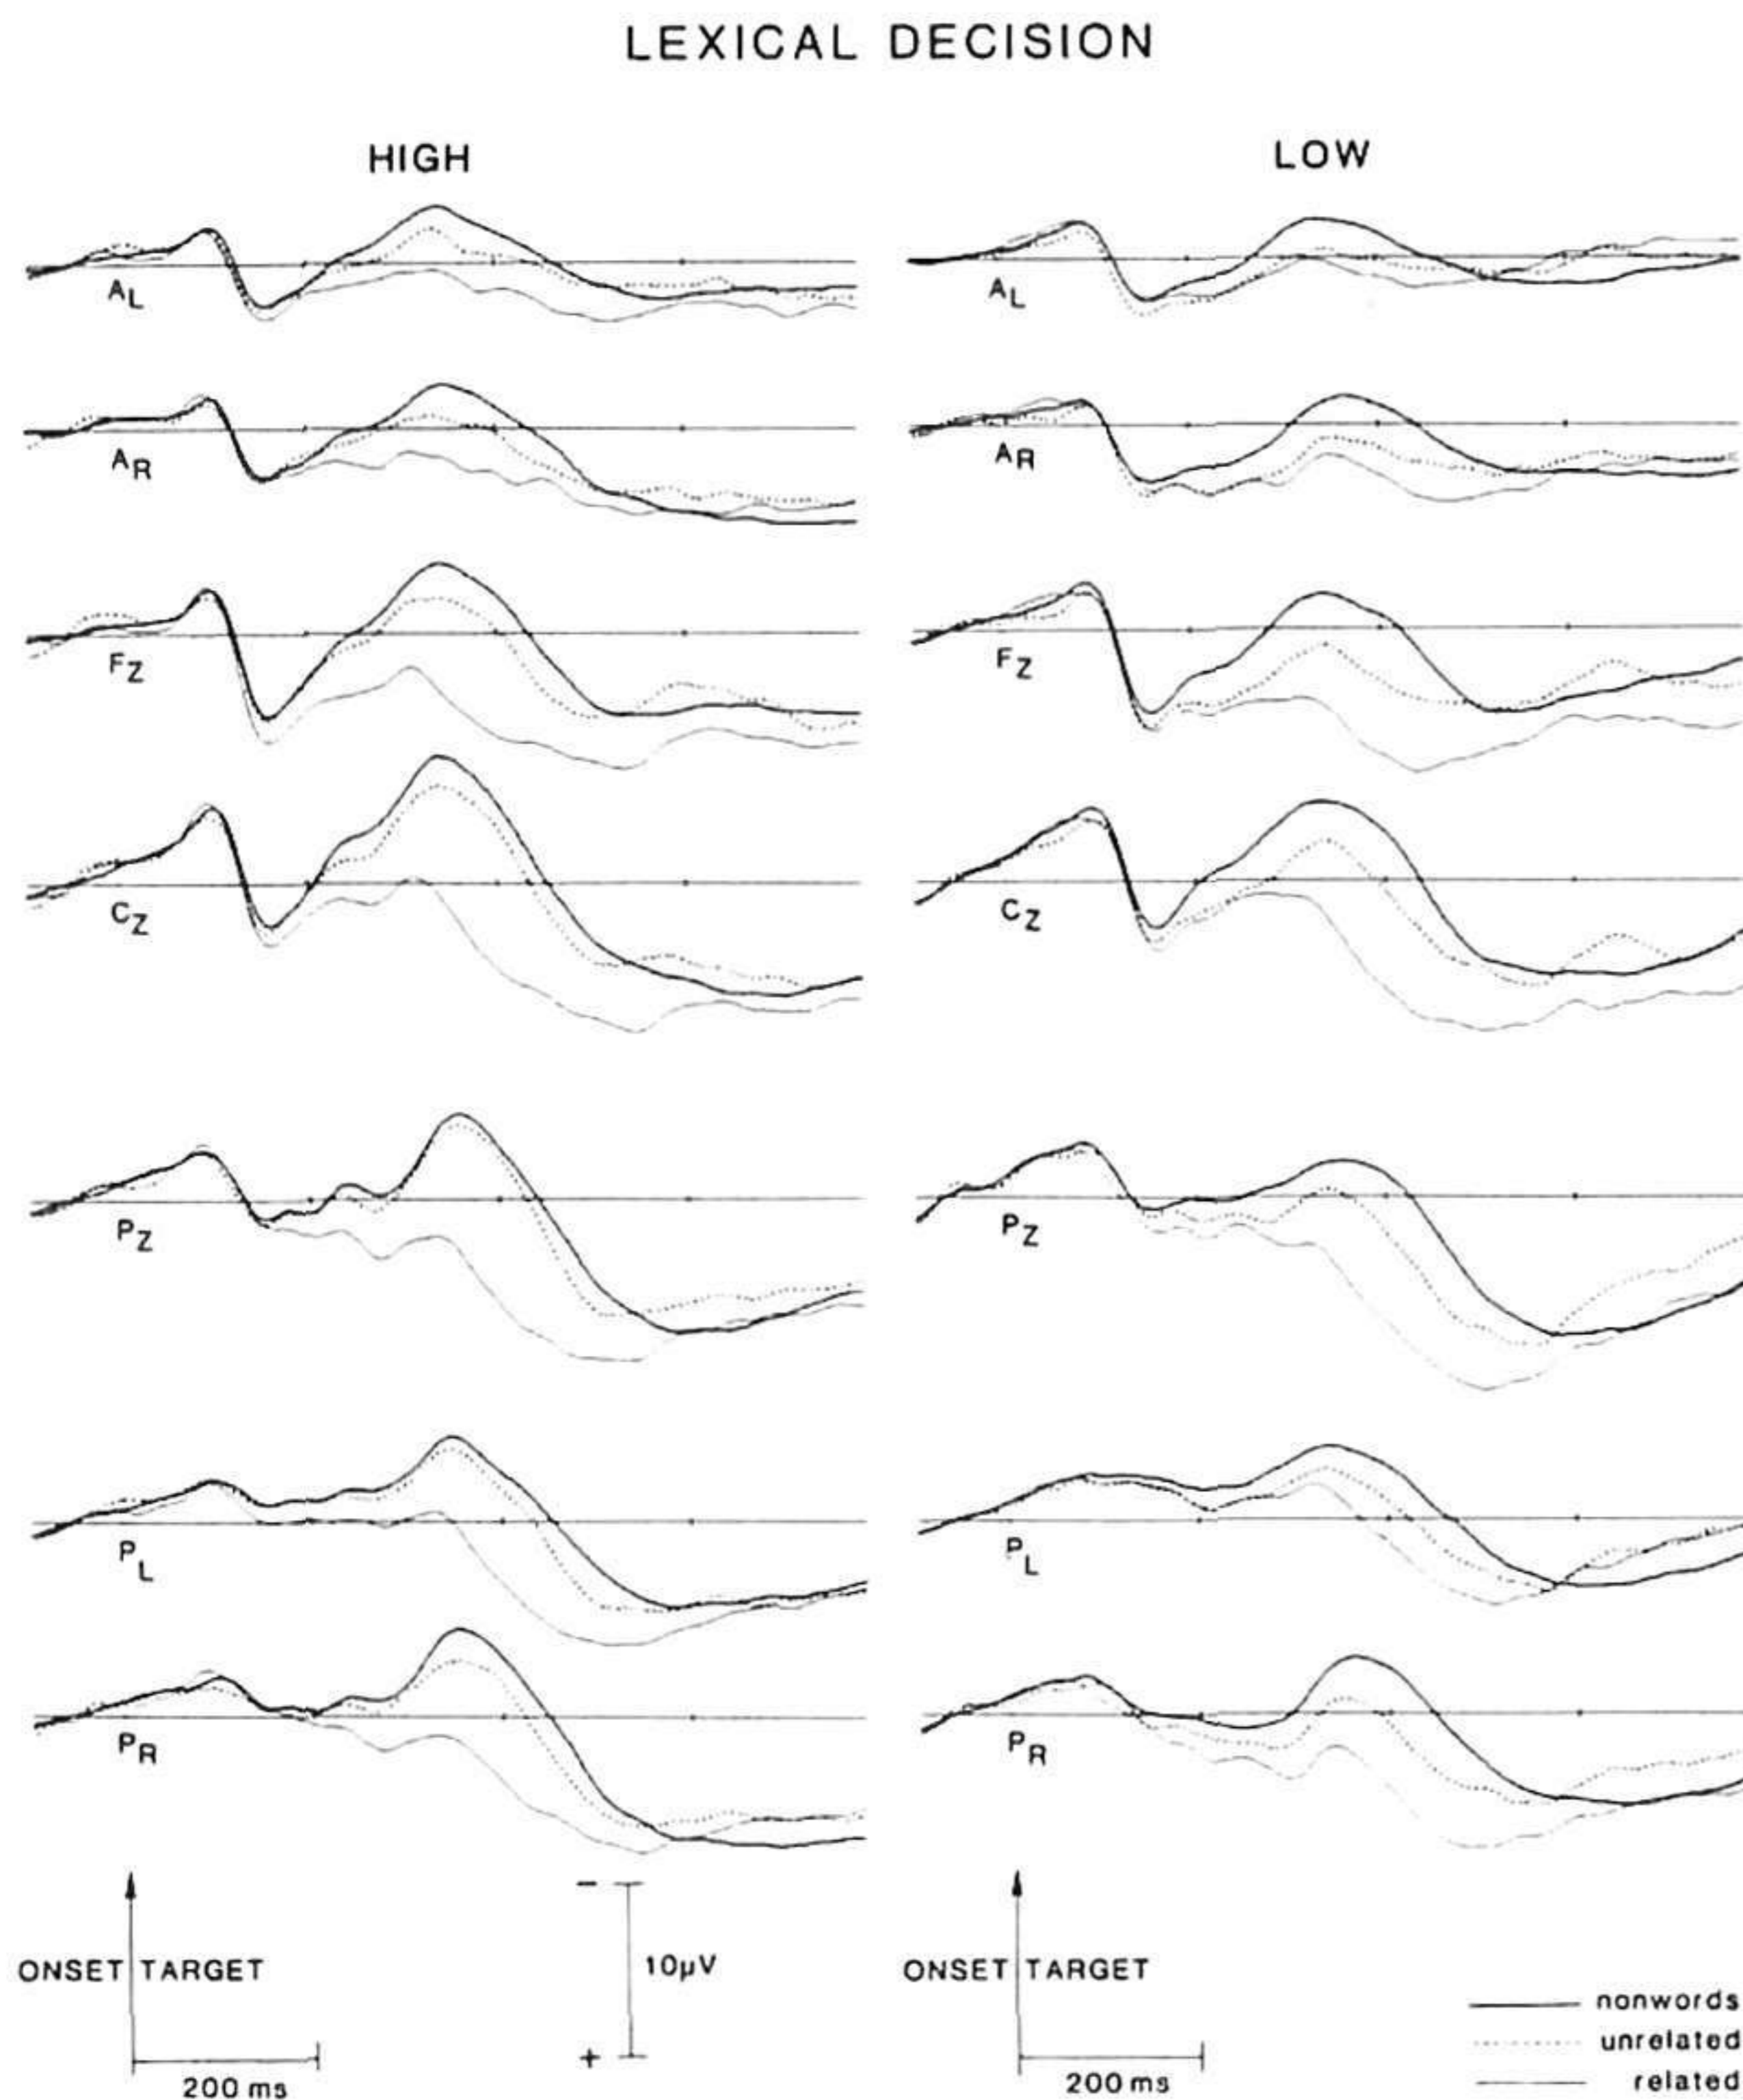 LEXICAL DECISION
HIGH
LOW
AL
AL
AR
AR
FZ
FZ
CZ
CZ
PZ
PZ
PL
PL
PR
PR
−
10μV
+
ONSET TARGET
200 ms
ONSET TARGET
200 ms
nonwords
unrelated
related